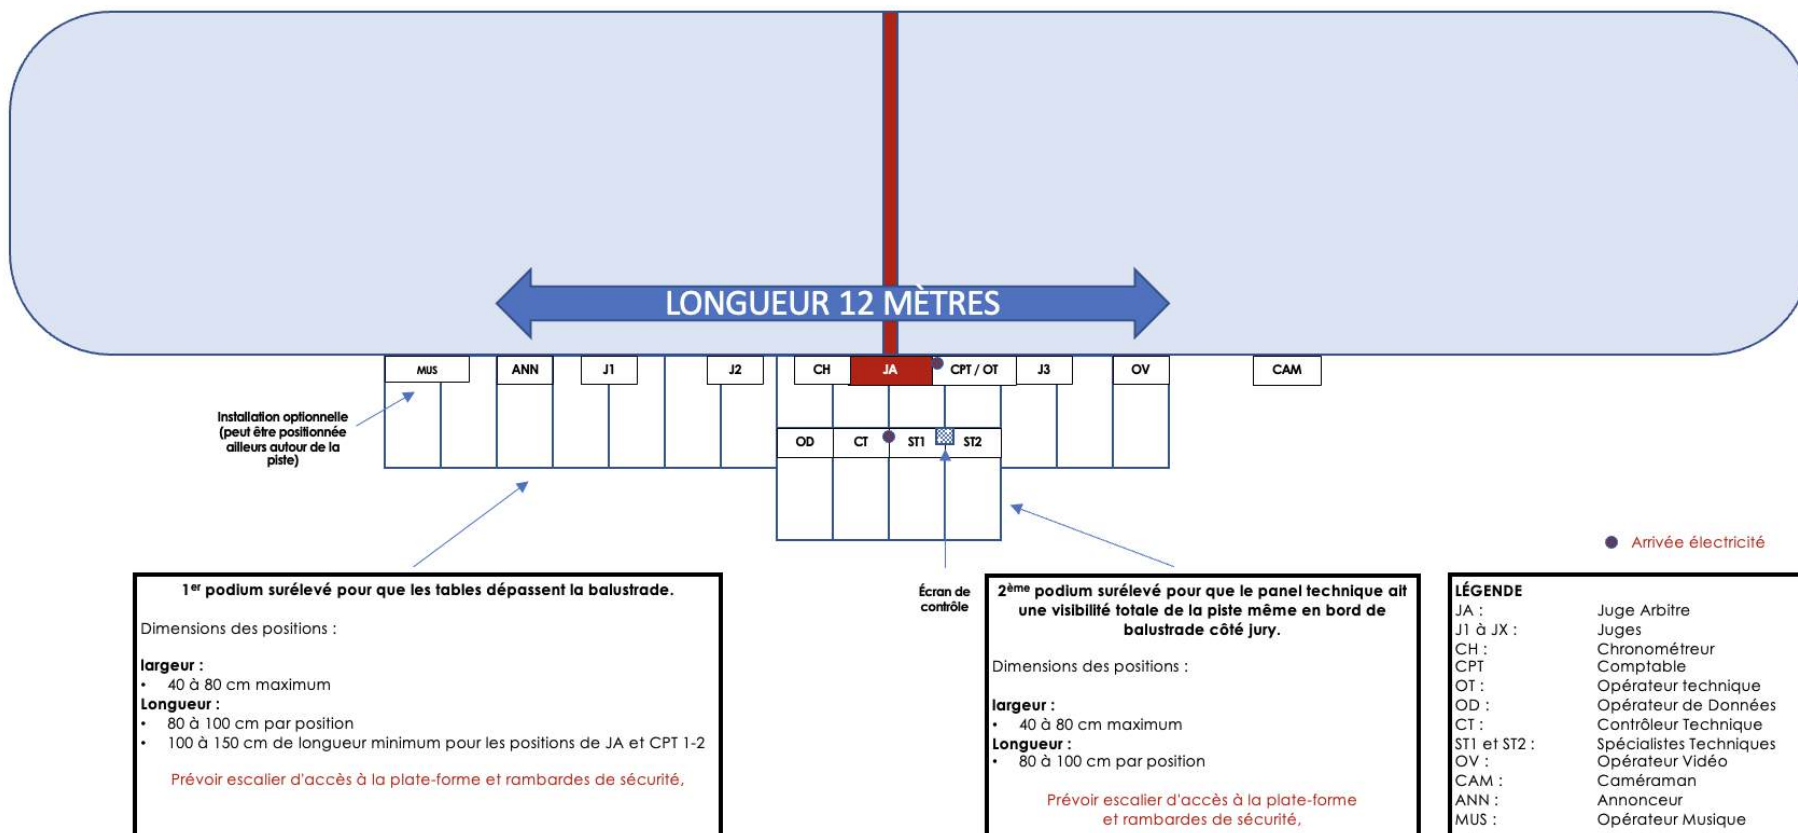 LONGUEUR 12 MÈTRES
MUS
ANN
J1
J2
CH
JA
CPT / OT
J3
OV
CAM
OD
CT
ST1
ST2
Installation optionnelle
(peut être positionnée
ailleurs autour de la
piste)
Écran de
contrôle
Arrivée électricité
1er podium surélevé pour que les tables dépassent la balustrade.
Dimensions des positions :
largeur :
• 40 à 80 cm maximum
Longueur :
• 80 à 100 cm par position
• 100 à 150 cm de longueur minimum pour les positions de JA et CPT 1-2
Prévoir escalier d'accès à la plate-forme et rambardes de sécurité,
2ème podium surélevé pour que le panel technique ait
une visibilité totale de la piste même en bord de
balustrade côté jury.
Dimensions des positions :
largeur :
• 40 à 80 cm maximum
Longueur :
• 80 à 100 cm par position
Prévoir escalier d'accès à la plate-forme
et rambardes de sécurité,
LÉGENDE
JA : Juge Arbitre
J1 à JX : Juges
CH : Chronométreur
CPT Comptable
OT : Opérateur technique
OD : Opérateur de Données
CT : Contrôleur Technique
ST1 et ST2 : Spécialistes Techniques
OV : Opérateur Vidéo
CAM : Caméraman
ANN : Annonceur
MUS : Opérateur Musique